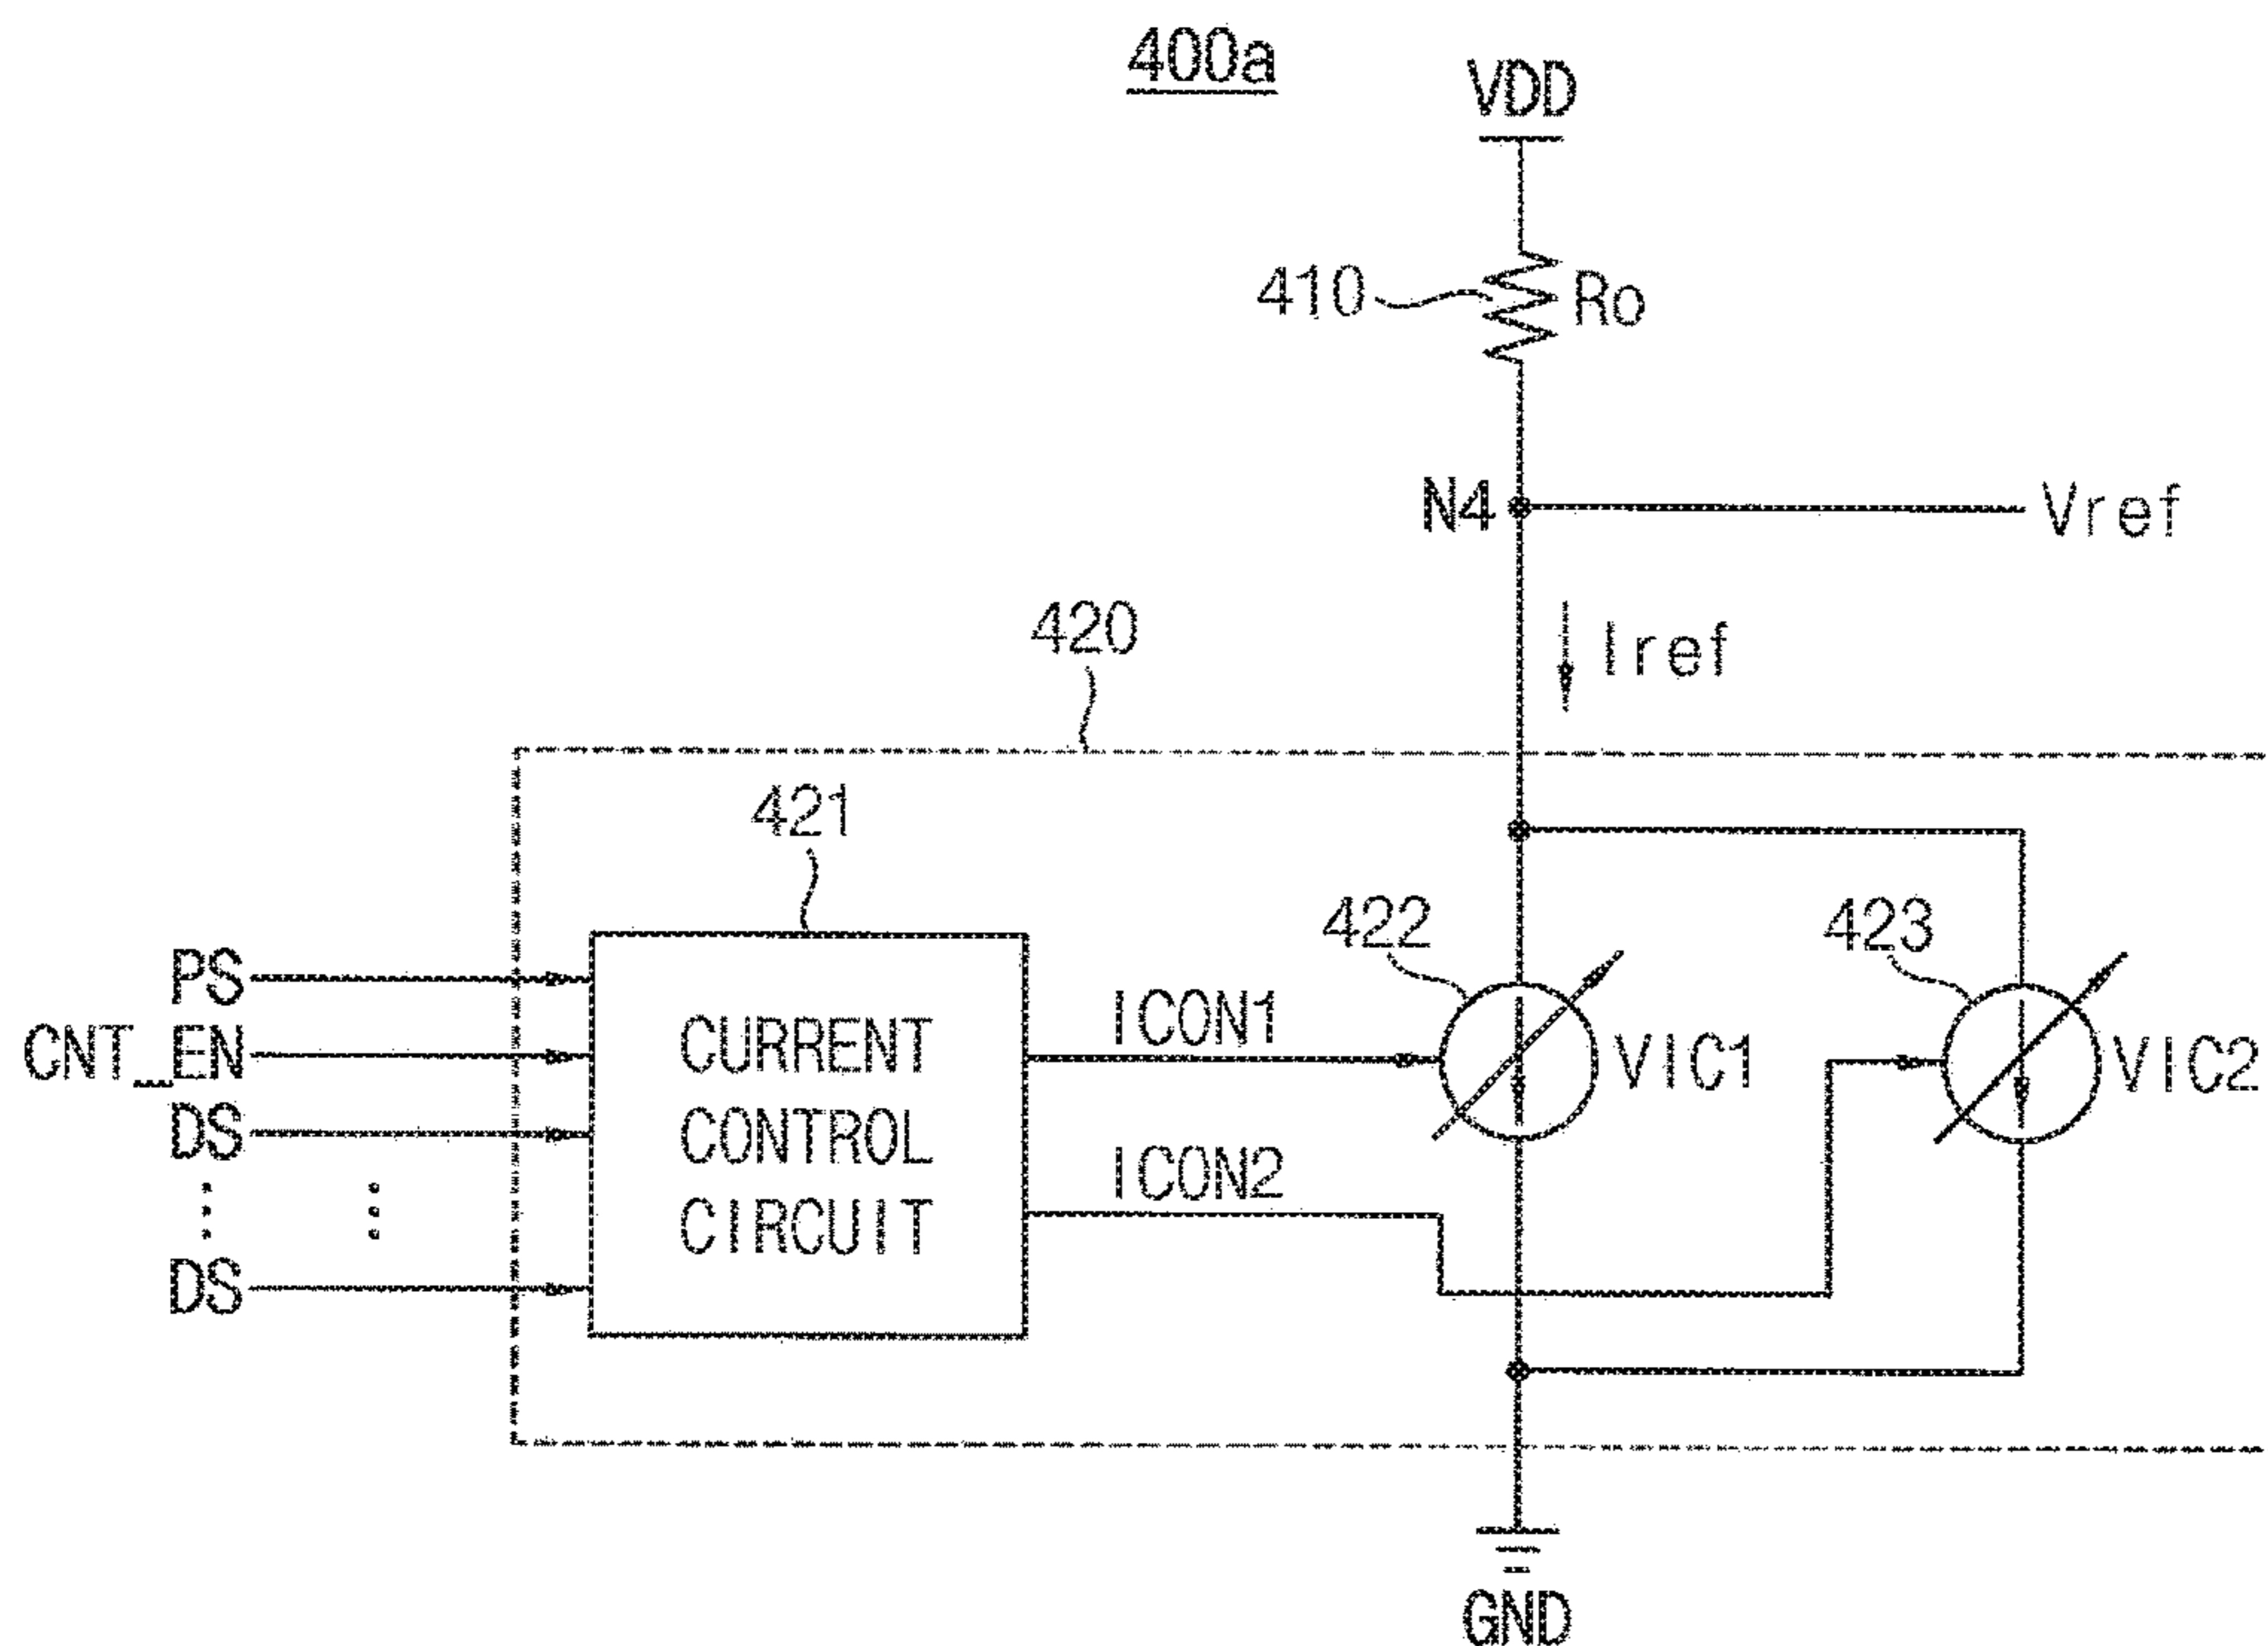 400a
VDD
410
Ro
N4
Vref
420
Iref
421
422
423
PS
CNT_EN
DS
DS
CURRENT
CONTROL
CIRCUIT
ICON1
ICON2
VIC1
VIC2
GND